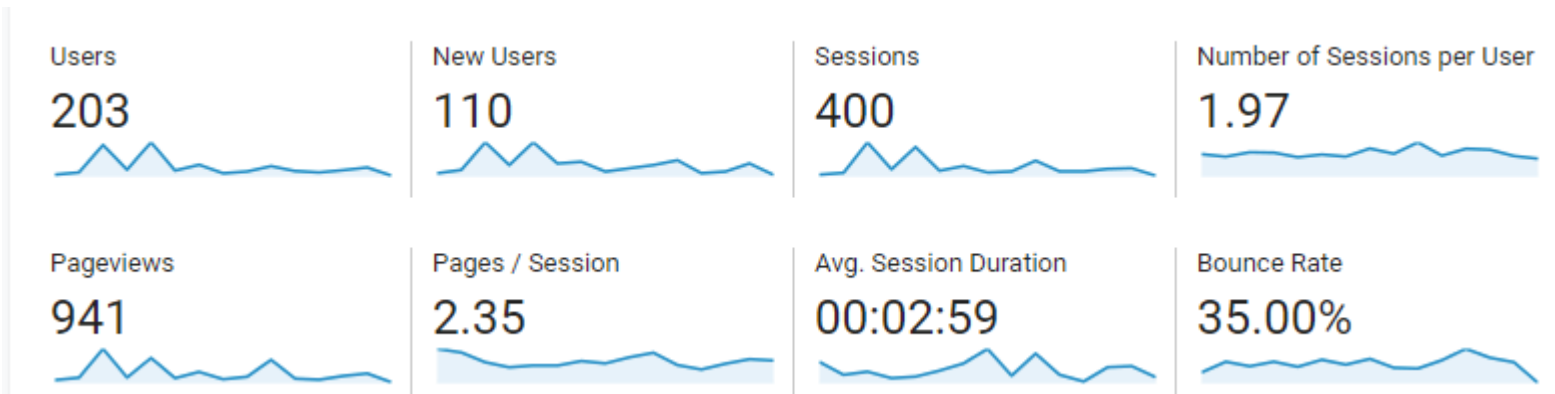 Users
203
New Users
110
Sessions
400
Number of Sessions per User
1.97
Pageviews
941
Pages / Session
2.35
Avg. Session Duration
00:02:59
Bounce Rate
35.00%